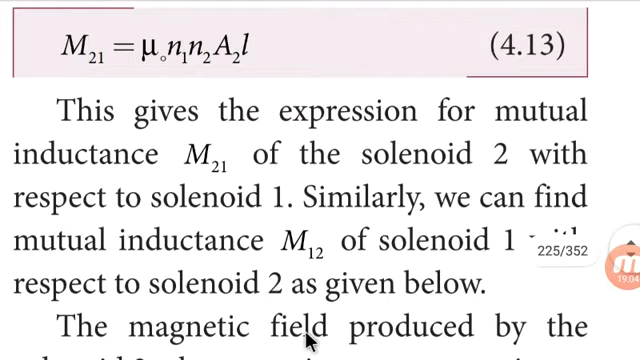 M₂₁ = μ₀n₁n₂A₂l (4.13)
This gives the expression for mutual
inductance M₂₁ of the solenoid 2 with
respect to solenoid 1. Similarly, we can find
mutual inductance M₁₂ of solenoid 1
225/352
19:04
respect to solenoid 2 as given below.
The magnetic field produced by the